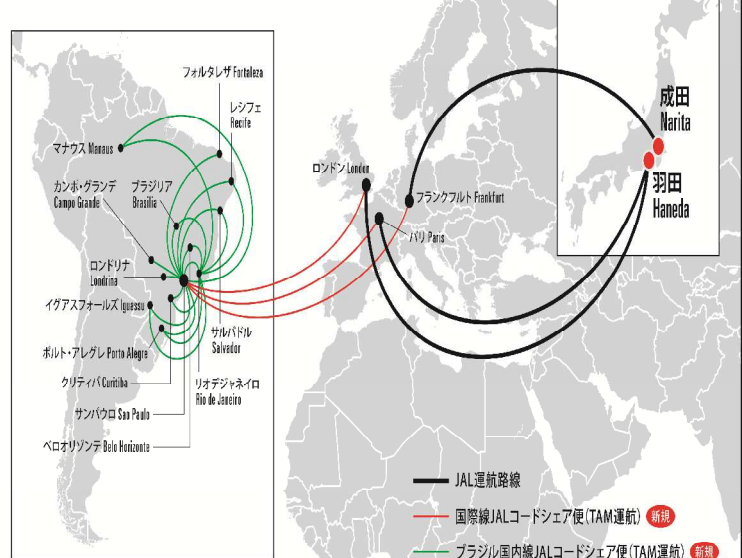 フォルタレザ Fortaleza
レシフェ
Recife
マナウス Manaus
カンポ・グランデ
Campo Grande
ブラジリア
Brasilia
ロンドリナ
Londrina
イグアスフォールズ Iguassu
ポルト・アレグレ Porto Alegre
クリティバ Curitiba
サンパウロ Sao Paulo
ベロオリゾンテ Belo Horizonte
サルバドル
Salvador
リオデジャネイロ
Rio de Janeiro
ロンドン London
フランクフルト Frankfurt
パリ Paris
成田
Narita
羽田
Haneda
JAL運航路線
国際線JALコードシェア便(TAM運航) 新規
ブラジル国内線JALコードシェア便(TAM運航) 新規